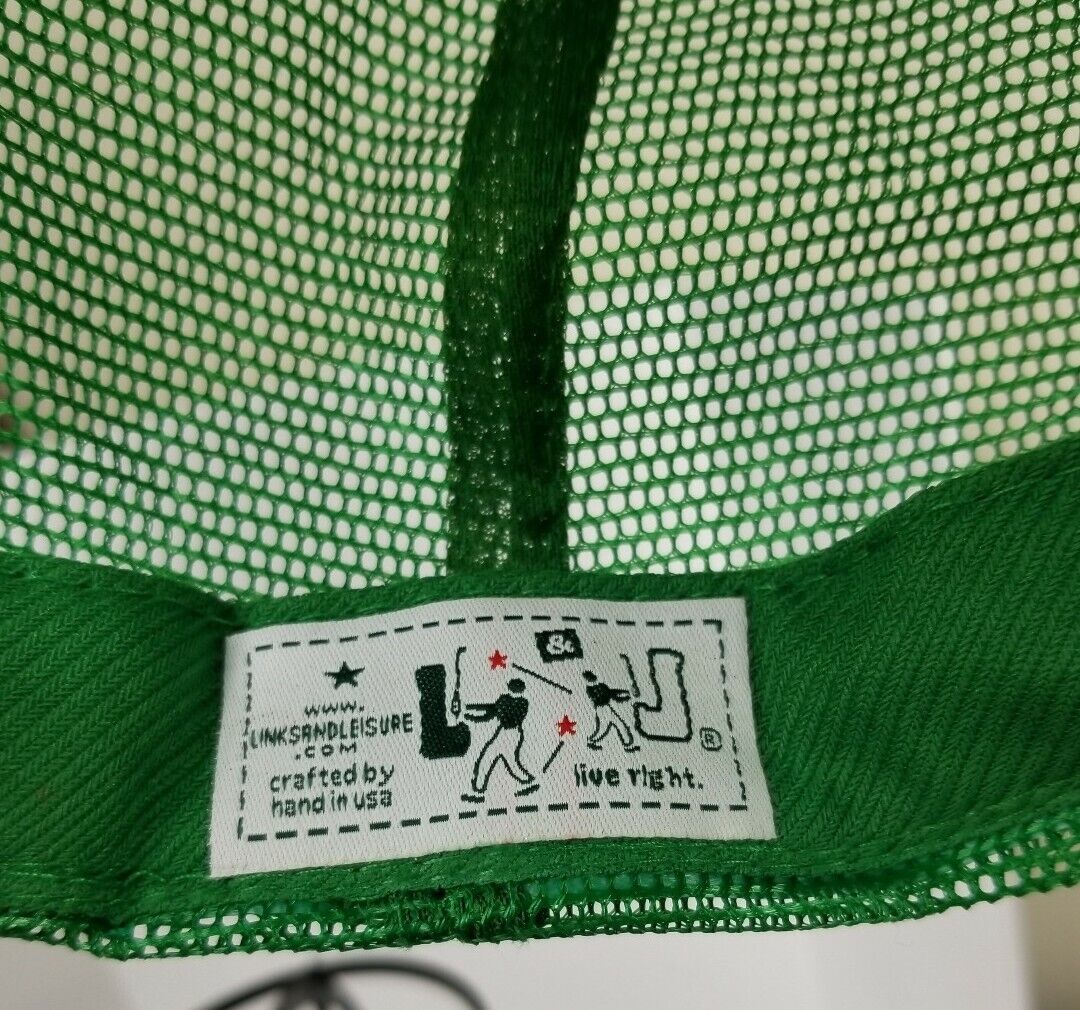 www.
LINKSANDLEISURE
.COM
crafted by
hand in usa
L & J
®
live right.